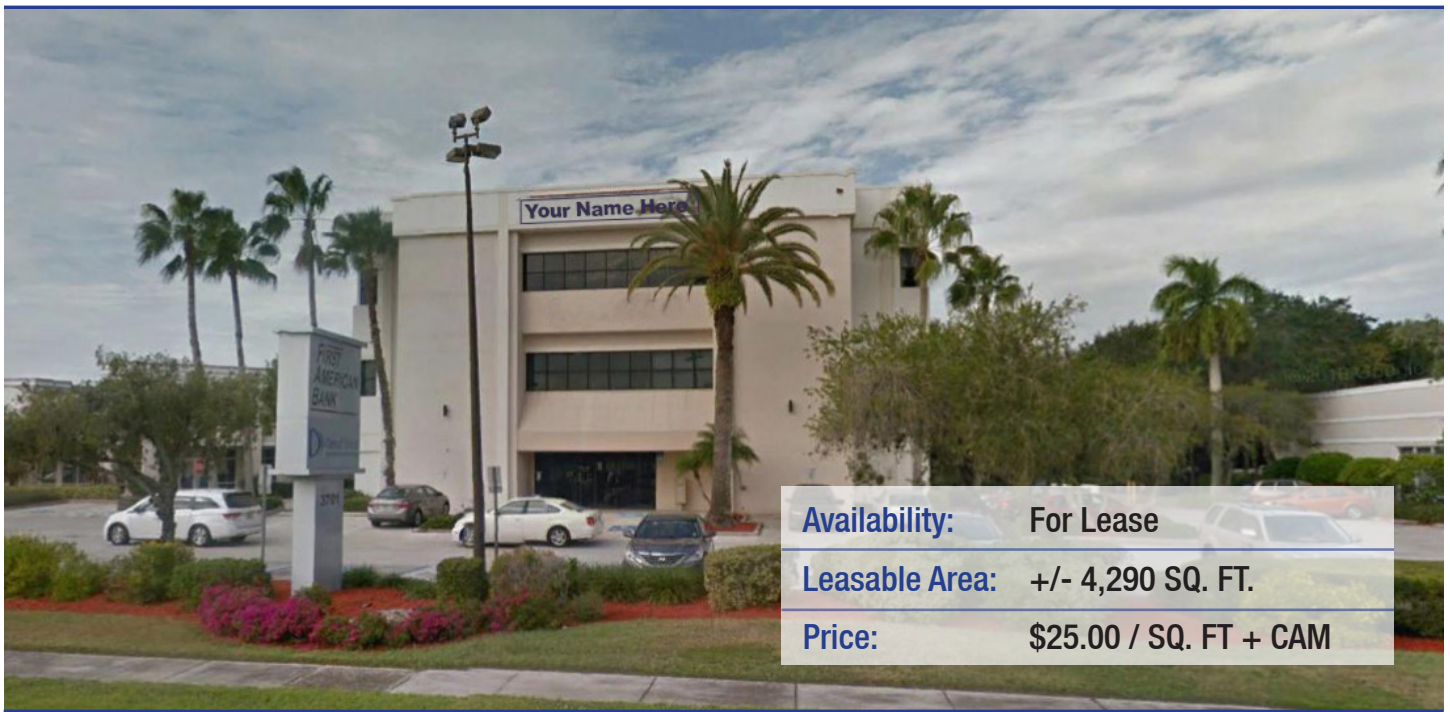 Your Name Here
FIRST
AMERICAN
BANK
3701
Availability: For Lease
Leasable Area: +/- 4,290 SQ. FT.
Price: $25.00 / SQ. FT + CAM